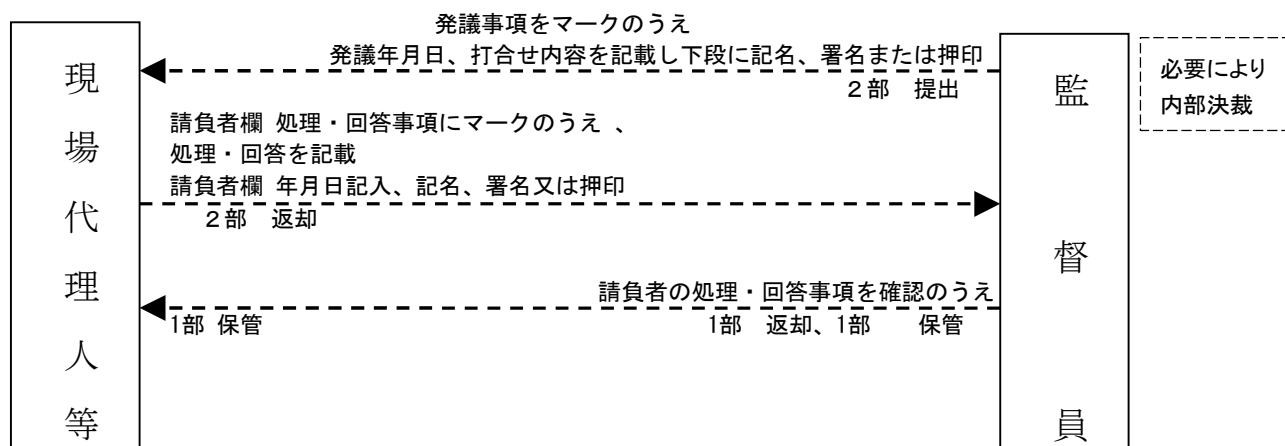 発議事項をマークのうえ
発議年月日、打合せ内容を記載し下段に記名、署名または押印
２部　提出
必要により
内部決裁
現場代理人等
監督員
請負者欄 処理・回答事項にマークのうえ 、
処理・回答を記載
請負者欄 年月日記入、記名、署名又は押印
２部　返却
請負者の処理・回答事項を確認のうえ
1部 保管
1部　返却、1部　　保管